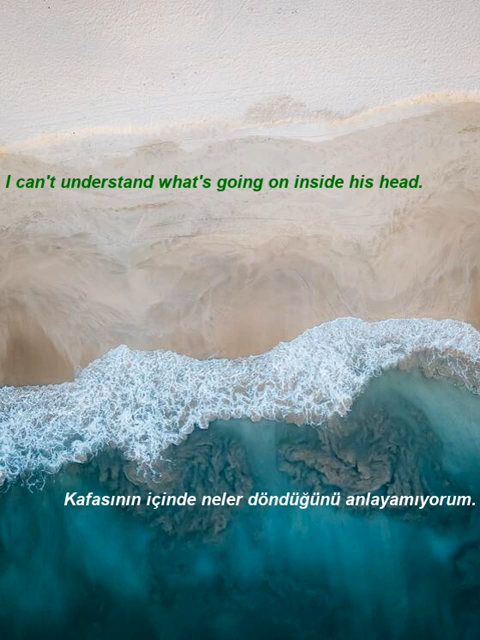 I can't understand what's going on inside his head.
Kafasının içinde neler döndüğünü anlayamıyorum.